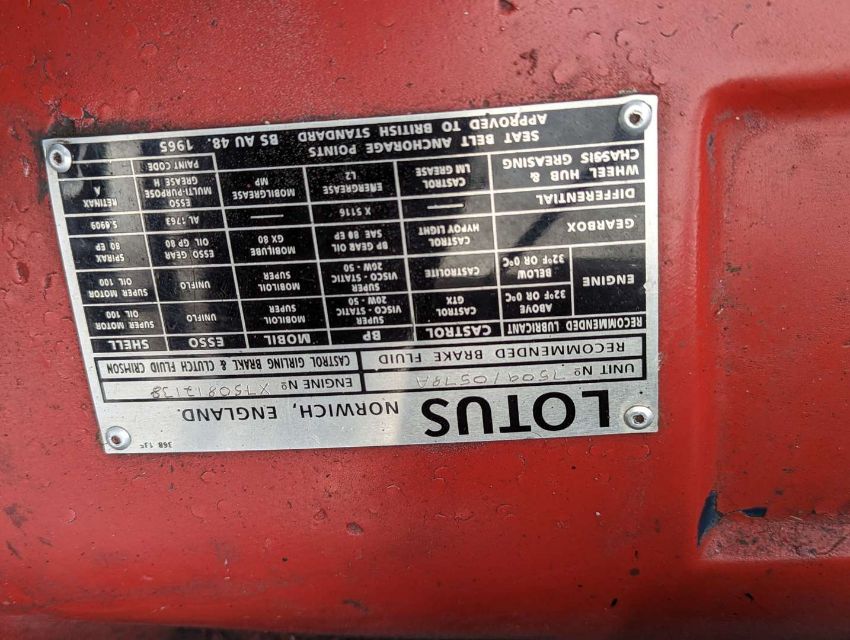 LOTUS NORWICH, ENGLAND.
UNIT Nº 7509/0578A ENGINE Nº X750812138
RECOMMENDED BRAKE FLUID CASTROL GIRLING BRAKE & CLUTCH FLUID CRIMSON
RECOMMENDED LUBRICANT CASTROL BP MOBIL ESSO SHELL
ENGINE ABOVE 32°F OR 0°C CASTROL GTX SUPER VISCO-STATIC 20W-50 MOBILOIL SUPER UNIFLO SUPER MOTOR OIL 100
BELOW 32°F OR 0°C CASTROLITE SUPER VISCO-STATIC 20W-50 MOBILOIL SUPER UNIFLO SUPER MOTOR OIL 100
GEARBOX CASTROL HYPOY LIGHT BP GEAR OIL SAE 80 EP MOBILUBE GX 80 ESSO GEAR OIL GP 80 SPIRAX 80 EP
DIFFERENTIAL — X 5116 — AL:1763 S.6909
WHEEL HUB & CHASSIS GREASING CASTROL LM GREASE ENERGREASE L2 MOBILGREASE MP ESSO MULTI-PURPOSE GREASE H RETINAX A
SEAT BELT ANCHORAGE POINTS
APPROVED TO BRITISH STANDARD BS AU 48. 1965
PAINT CODE